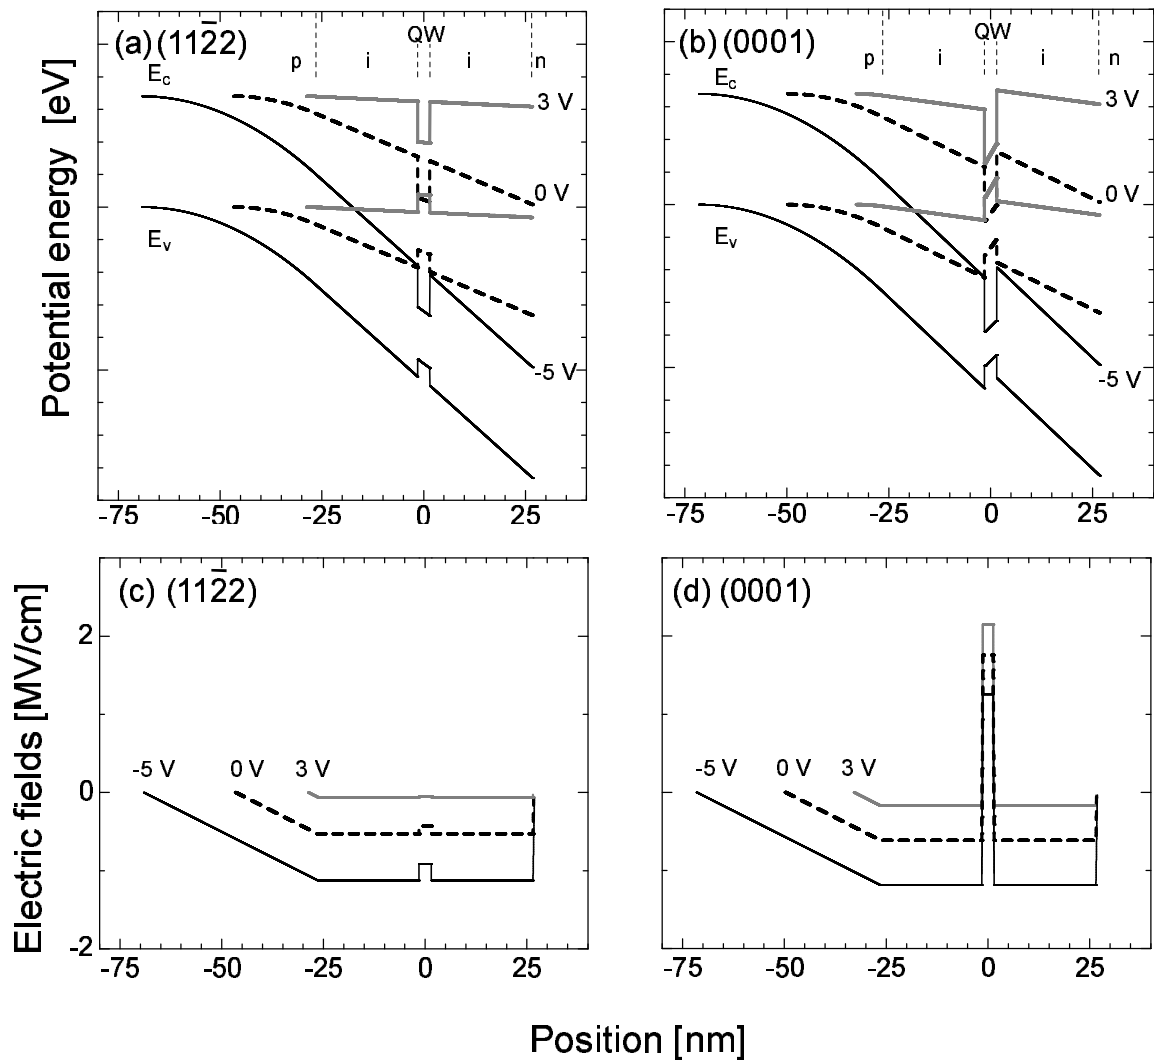 (a) (112̅2)
QW
p
i
i
n
E_c
3 V
0 V
E_v
-5 V
-75
-50
-25
0
25
Potential energy [eV]
(b) (0001)
QW
p
i
i
n
E_c
3 V
0 V
E_v
-5 V
-75
-50
-25
0
25
(c) (112̅2)
2
0
-2
-5 V
0 V
3 V
-75
-50
-25
0
25
Electric fields [MV/cm]
(d) (0001)
-5 V
0 V
3 V
-75
-50
-25
0
25
Position [nm]